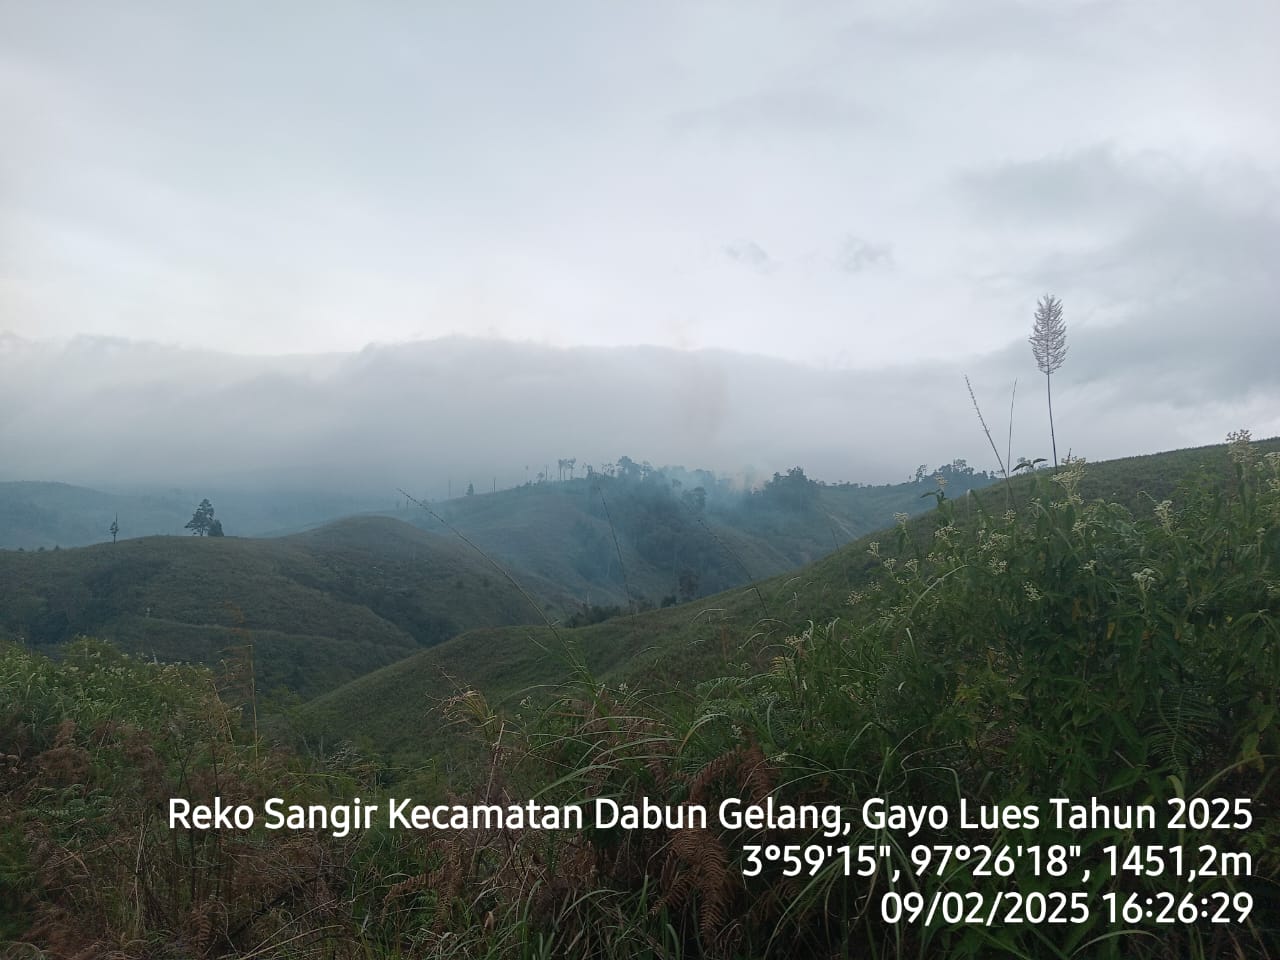 Reko Sangir Kecamatan Dabun Gelang, Gayo Lues Tahun 2025
3°59'15", 97°26'18", 1451,2m
09/02/2025 16:26:29